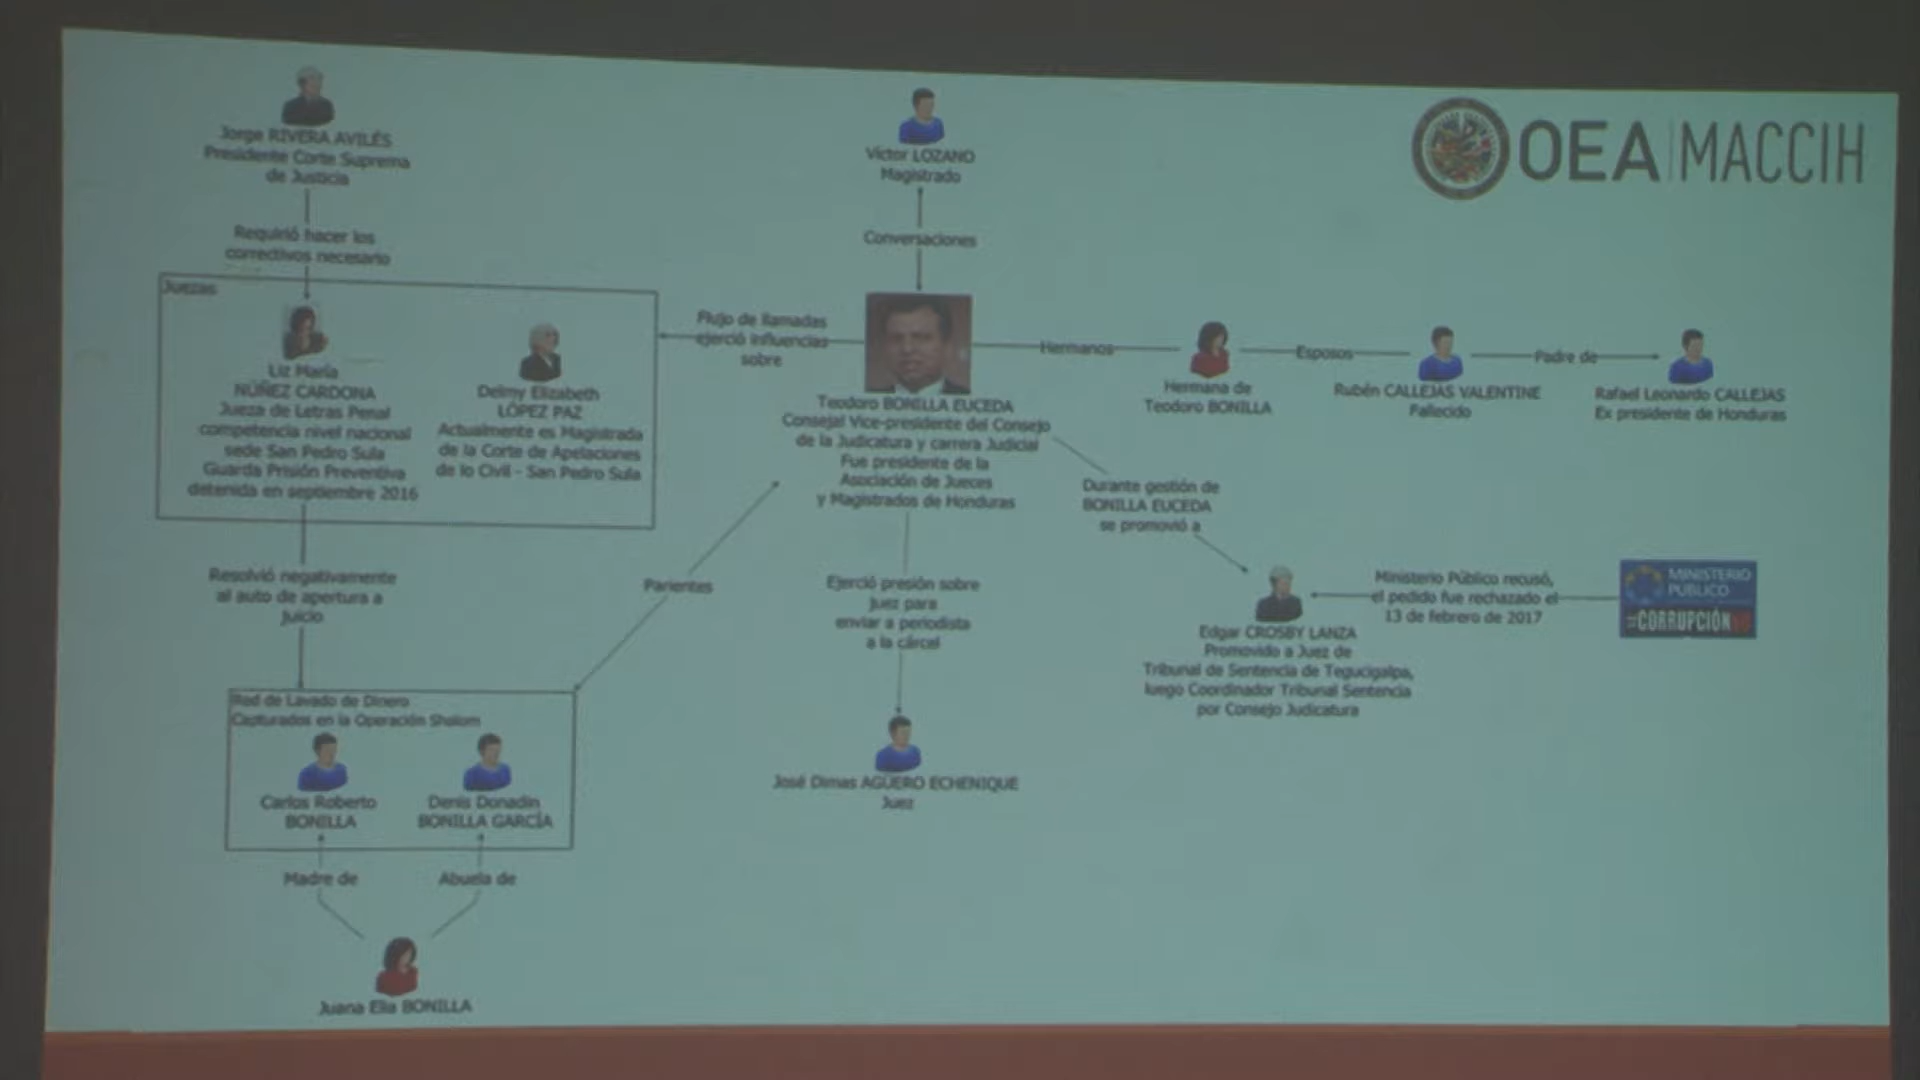 Jorge RIVERA AVILÉS
Presidente Corte Suprema
de Justicia
Requirió hacer los
correctivos necesario
Víctor LOZANO
Magistrado
Conversaciones
OEA | MACCIH
Juezas
Liz María
NÚÑEZ CARDONA
Jueza de Letras Penal
competencia nivel nacional
sede San Pedro Sula
Guarda Prisión Preventiva
detenida en septiembre 2016
Delmy Elizabeth
LÓPEZ PAZ
Actualmente es Magistrada
de la Corte de Apelaciones
de lo Civil - San Pedro Sula
Flujo de llamadas
ejerció influencias
sobre
Teodoro BONILLA EUCEDA
Consejal Vice-presidente del Consejo
de la Judicatura y carrera Judicial
Fue presidente de la
Asociación de Jueces
y Magistrados de Honduras
Hermanos
Hermana de
Teodoro BONILLA
Esposos
Rubén CALLEJAS VALENTINE
Fallecido
Padre de
Rafael Leonardo CALLEJAS
Ex presidente de Honduras
Durante gestión de
BONILLA EUCEDA
se promovió a
Edgar CROSBY LANZA
Promovido a Juez de
Tribunal de Sentencia de Tegucigalpa,
luego Coordinador Tribunal Sentencia
por Consejo Judicatura
Ministerio Público recusó,
el pedido fue rechazado el
13 de febrero de 2017
MINISTERIO
PÚBLICO
#CORRUPCIÓN
Resolvió negativamente
al auto de apertura a
juicio
Parientes
Ejerció presión sobre
juez para
enviar a periodista
a la cárcel
José Dimas AGÜERO ECHENIQUE
Juez
Red de Lavado de Dinero
Capturados en la Operación Shalom
Carlos Roberto
BONILLA
Denis Donadin
BONILLA GARCÍA
Madre de
Abuela de
Juana Elia BONILLA